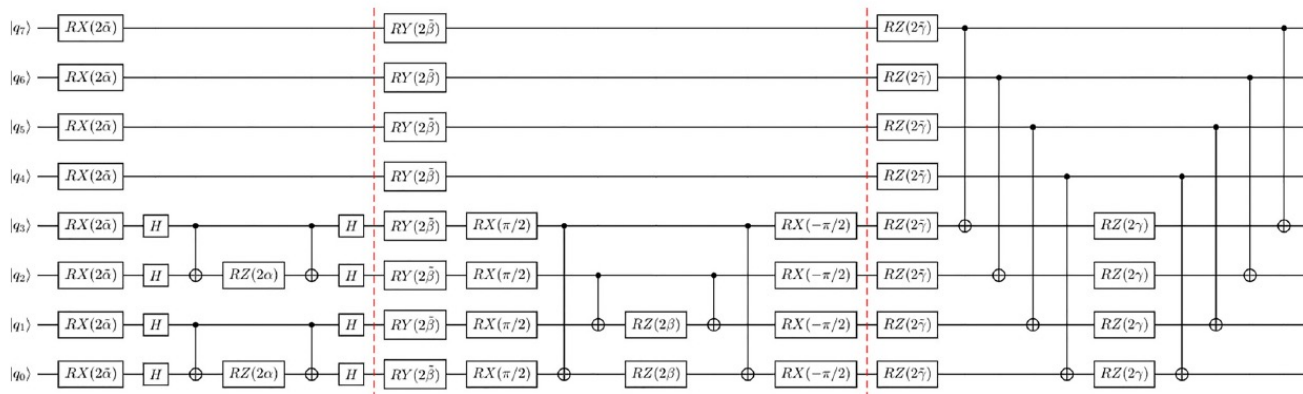 |q₇⟩ RX(2α̃) RY(2β̃) RZ(2γ̃)
|q₆⟩ RX(2α̃) RY(2β̃) RZ(2γ̃)
|q₅⟩ RX(2α̃) RY(2β̃) RZ(2γ̃)
|q₄⟩ RX(2α̃) RY(2β̃) RZ(2γ̃)
|q₃⟩ RX(2α̃) H H RY(2β̃) RX(π/2) RX(−π/2) RZ(2γ̃) RZ(2γ)
|q₂⟩ RX(2α̃) H RZ(2α) H RY(2β̃) RX(π/2) RX(−π/2) RZ(2γ̃) RZ(2γ)
|q₁⟩ RX(2α̃) H H RY(2β̃) RX(π/2) RZ(2β) RX(−π/2) RZ(2γ̃) RZ(2γ)
|q₀⟩ RX(2α̃) H RZ(2α) H RY(2β̃) RX(π/2) RZ(2β) RX(−π/2) RZ(2γ̃) RZ(2γ)